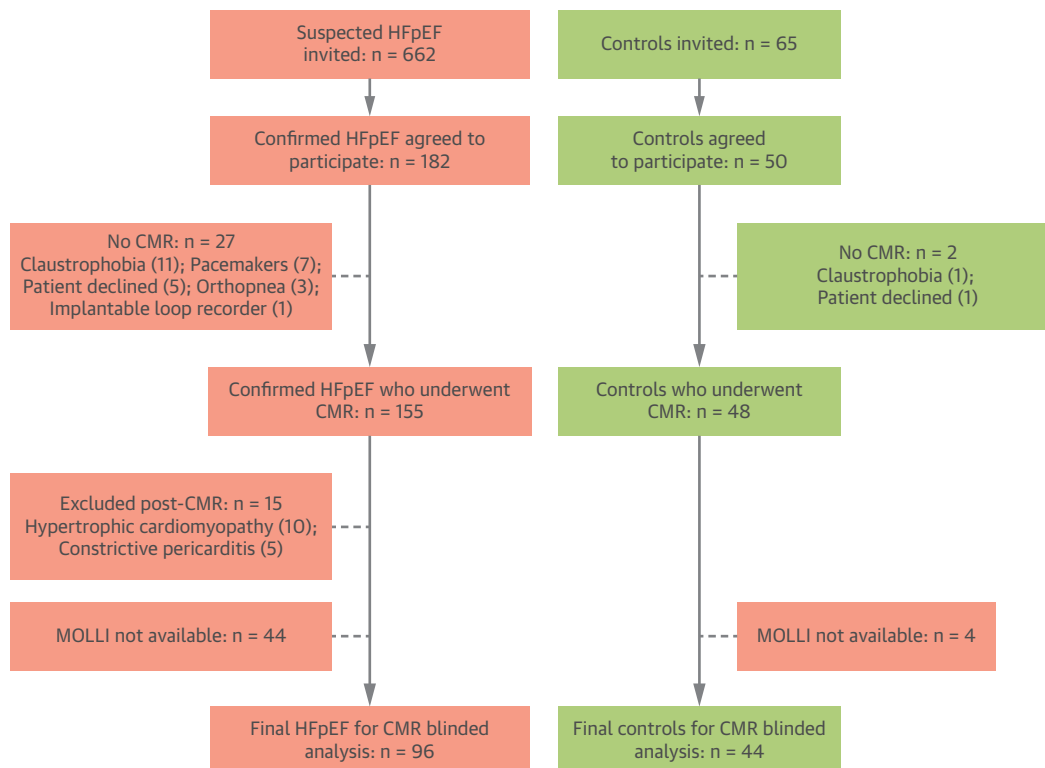 Suspected HFpEF
invited: n = 662
Controls invited: n = 65
Confirmed HFpEF agreed to
participate: n = 182
Controls agreed
to participate: n = 50
No CMR: n = 27
Claustrophobia (11); Pacemakers (7);
Patient declined (5); Orthopnea (3);
Implantable loop recorder (1)
No CMR: n = 2
Claustrophobia (1);
Patient declined (1)
Confirmed HFpEF who underwent
CMR: n = 155
Controls who underwent
CMR: n = 48
Excluded post-CMR: n = 15
Hypertrophic cardiomyopathy (10);
Constrictive pericarditis (5)
MOLLI not available: n = 44
MOLLI not available: n = 4
Final HFpEF for CMR blinded
analysis: n = 96
Final controls for CMR blinded
analysis: n = 44